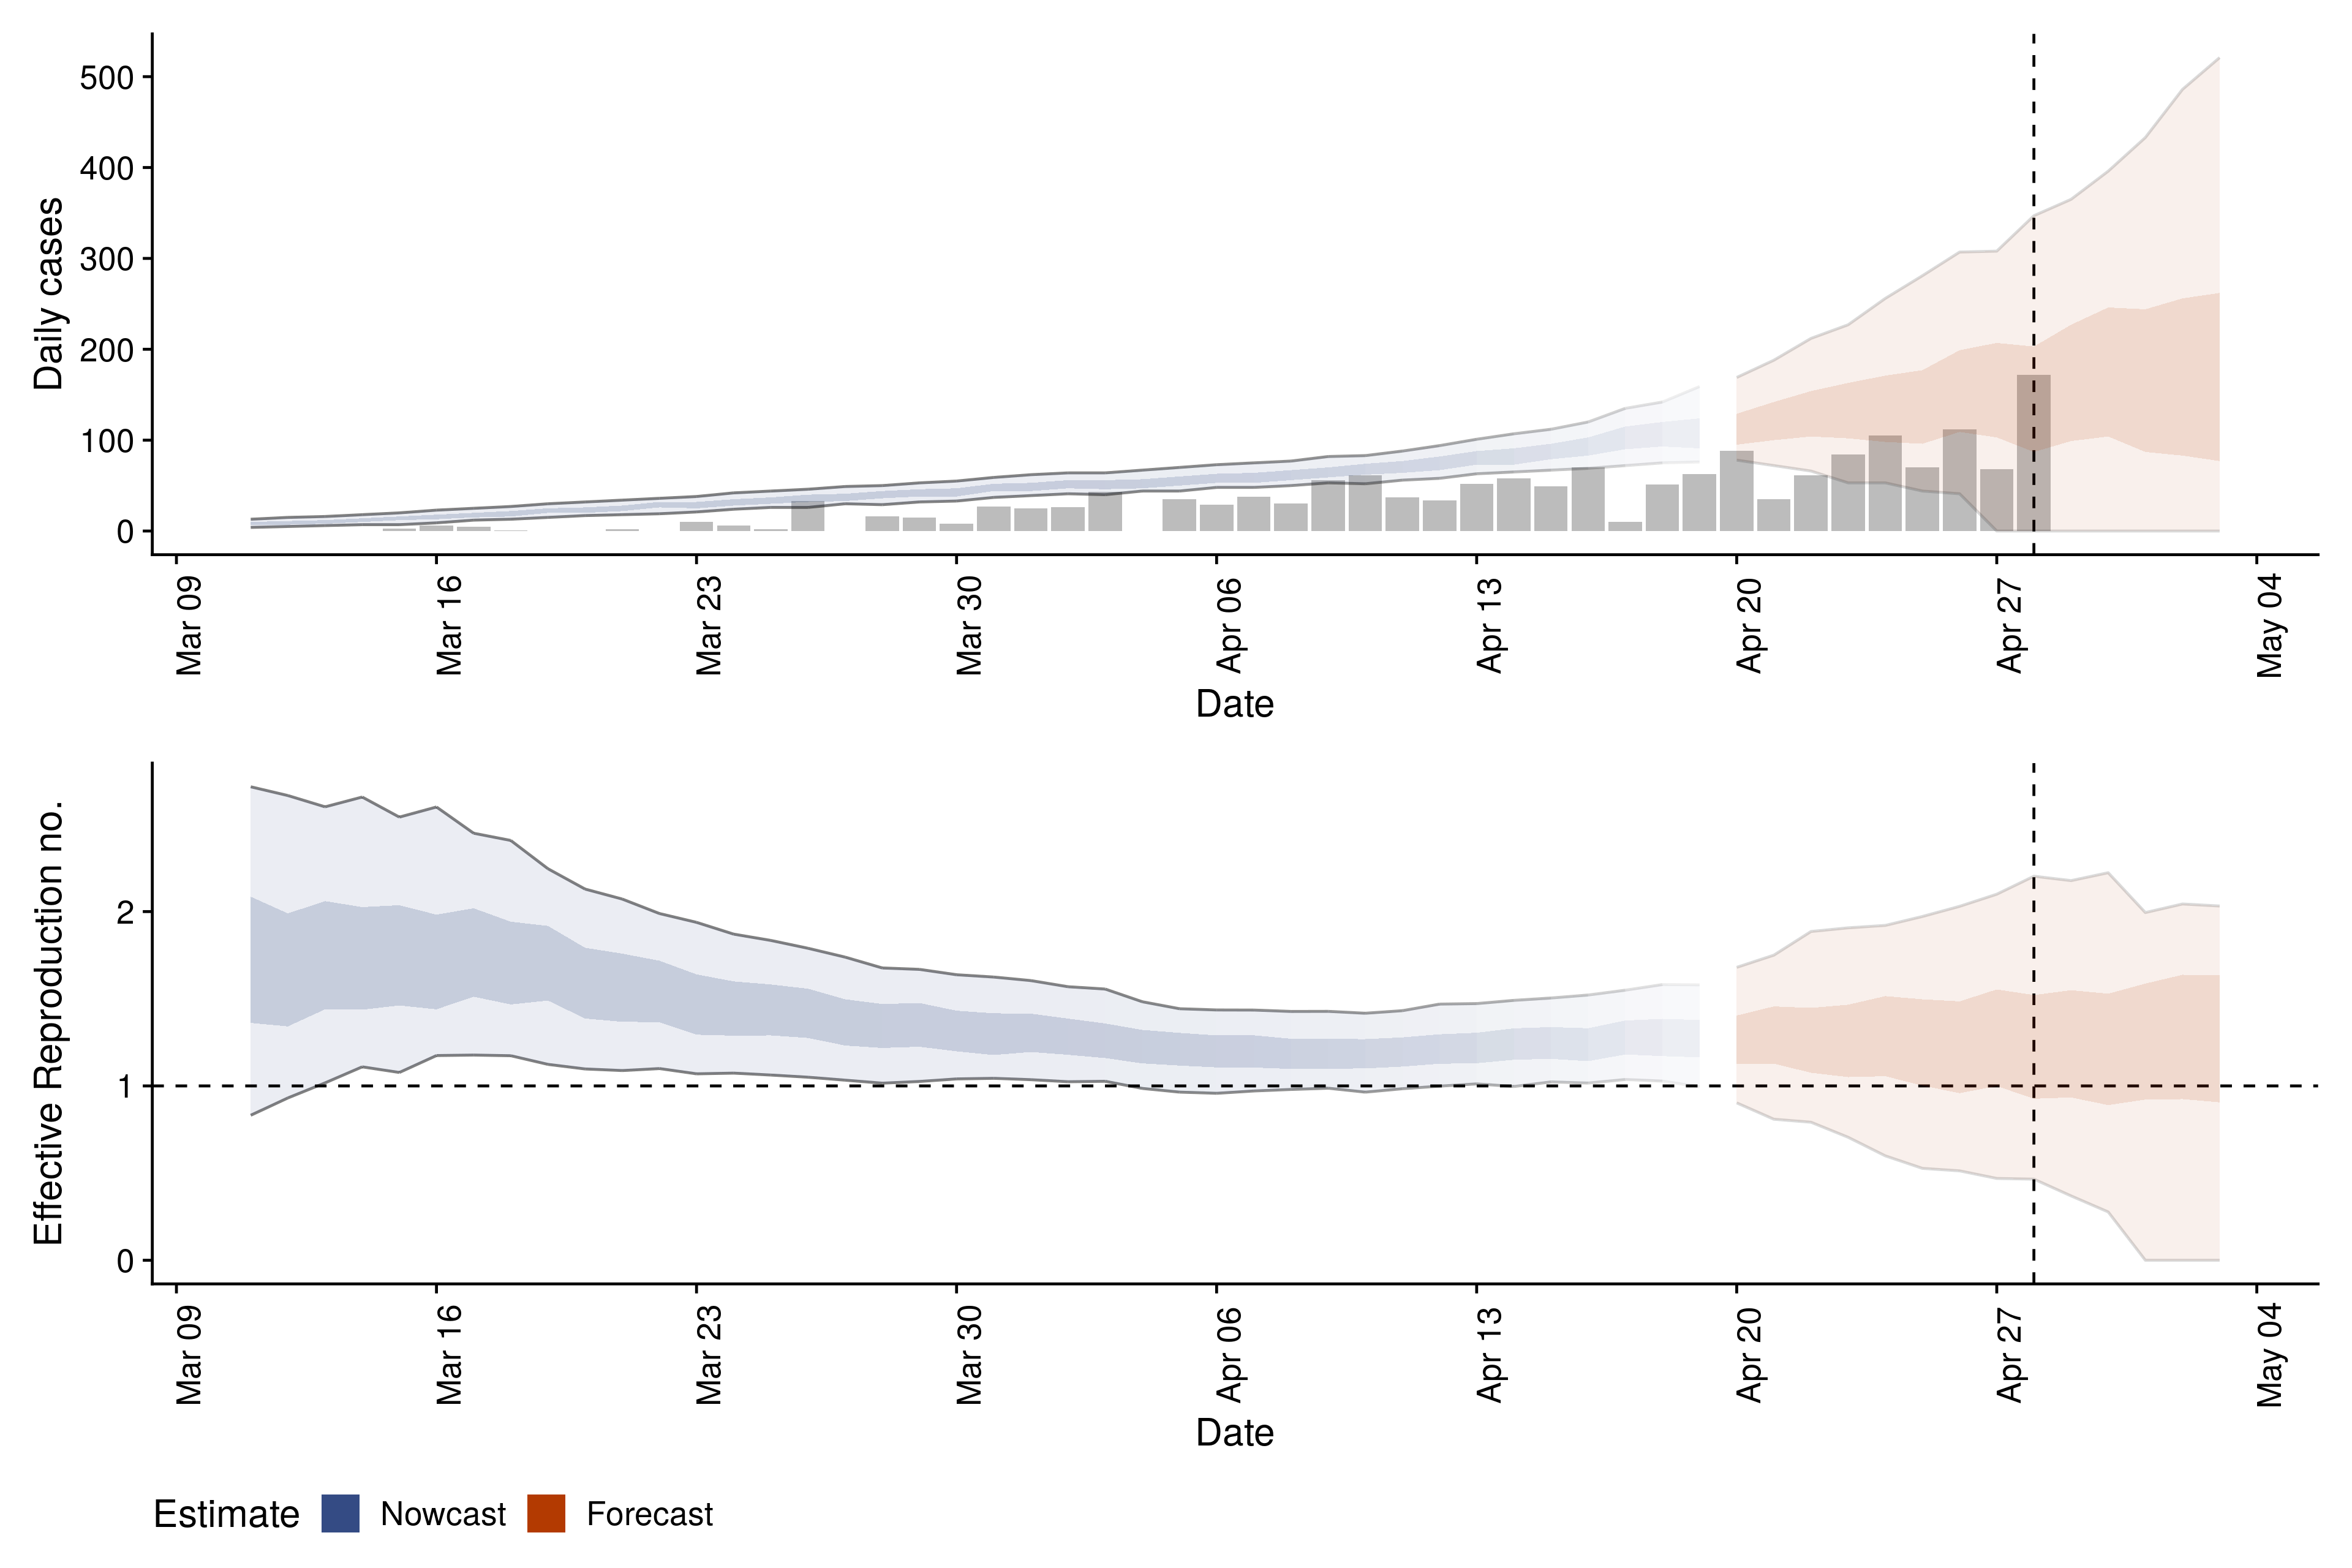 Daily cases
500
400
300
200
100
0
Mar 09
Mar 16
Mar 23
Mar 30
Apr 06
Apr 13
Apr 20
Apr 27
May 04
Date
Effective Reproduction no.
2
1
0
Mar 09
Mar 16
Mar 23
Mar 30
Apr 06
Apr 13
Apr 20
Apr 27
May 04
Date
Estimate Nowcast Forecast